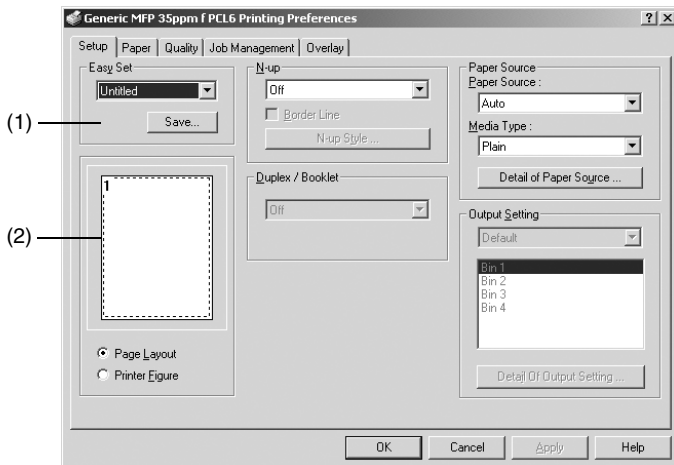 Generic MFP 35ppm f PCL6 Printing Preferences
Setup
Paper
Quality
Job Management
Overlay
(1)
Easy Set
Untitled
Save...
(2)
1
Page Layout
Printer Figure
N-up
Off
Border Line
N-up Style ...
Duplex / Booklet
Off
Paper Source
Paper Source :
Auto
Media Type :
Plain
Detail of Paper Source ...
Output Setting
Default
Bin 1
Bin 2
Bin 3
Bin 4
Detail Of Output Setting ...
OK
Cancel
Apply
Help